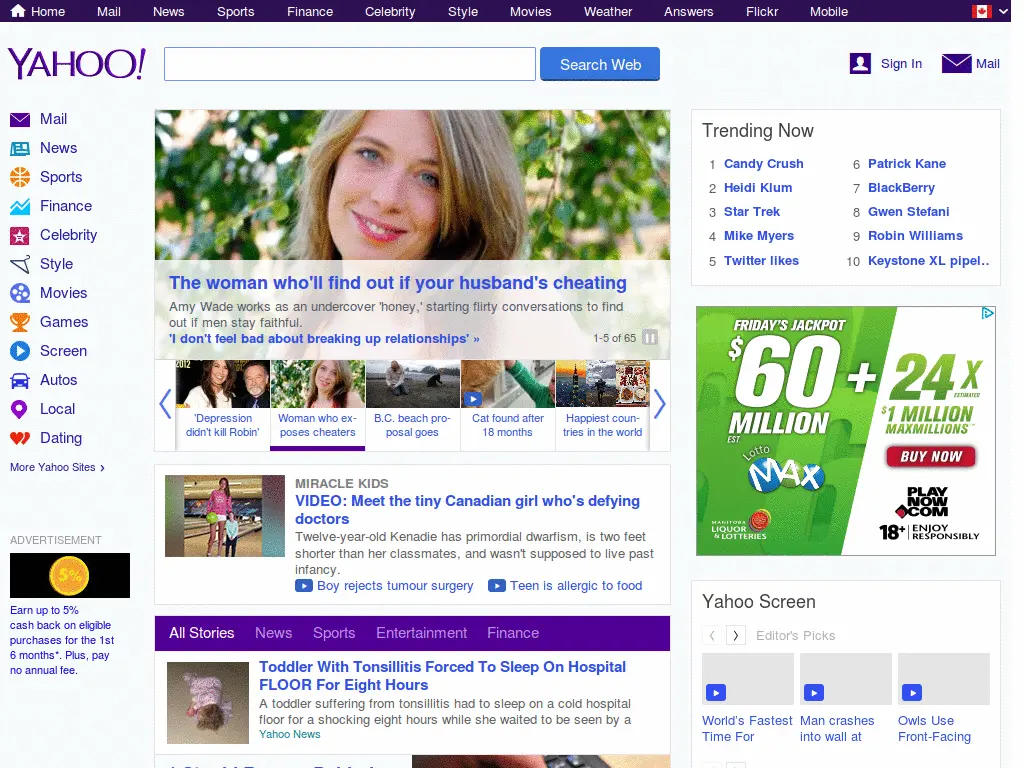 Home Mail News Sports Finance Celebrity Style Movies Weather Answers Flickr Mobile
YAHOO!
Search Web
Sign In Mail
Mail
News
Sports
Finance
Celebrity
Style
Movies
Games
Screen
Autos
Local
Dating
More Yahoo Sites ›
ADVERTISEMENT
5%
Earn up to 5%
cash back on eligible
purchases for the 1st
6 months*. Plus, pay
no annual fee.
The woman who'll find out if your husband's cheating
Amy Wade works as an undercover 'honey,' starting flirty conversations to find
out if men stay faithful.
'I don't feel bad about breaking up relationships' »
1-5 of 65
2012
'Depression
didn't kill Robin'
Woman who ex-
poses cheaters
B.C. beach pro-
posal goes
Cat found after
18 months
Happiest coun-
tries in the world
MIRACLE KIDS
VIDEO: Meet the tiny Canadian girl who's defying
doctors
Twelve-year-old Kenadie has primordial dwarfism, is two feet
shorter than her classmates, and wasn't supposed to live past
infancy.
Boy rejects tumour surgery Teen is allergic to food
All Stories News Sports Entertainment Finance
Toddler With Tonsillitis Forced To Sleep On Hospital
FLOOR For Eight Hours
A toddler suffering from tonsillitis had to sleep on a cold hospital
floor for a shocking eight hours while she waited to be seen by a
Yahoo News
Trending Now
1 Candy Crush
2 Heidi Klum
3 Star Trek
4 Mike Myers
5 Twitter likes
6 Patrick Kane
7 BlackBerry
8 Gwen Stefani
9 Robin Williams
10 Keystone XL pipel..
FRIDAY'S JACKPOT
$60
MILLION
EST.
+ 24 X
ESTIMATED
$1 MILLION
MAXMILLIONS™
BUY NOW
Lotto
MAX
MANITOBA
LIQUOR
& LOTTERIES
PLAY
NOW
.COM
18+ ENJOY
RESPONSIBLY
Yahoo Screen
‹ › Editor's Picks
World's Fastest
Time For
Man crashes
into wall at
Owls Use
Front-Facing